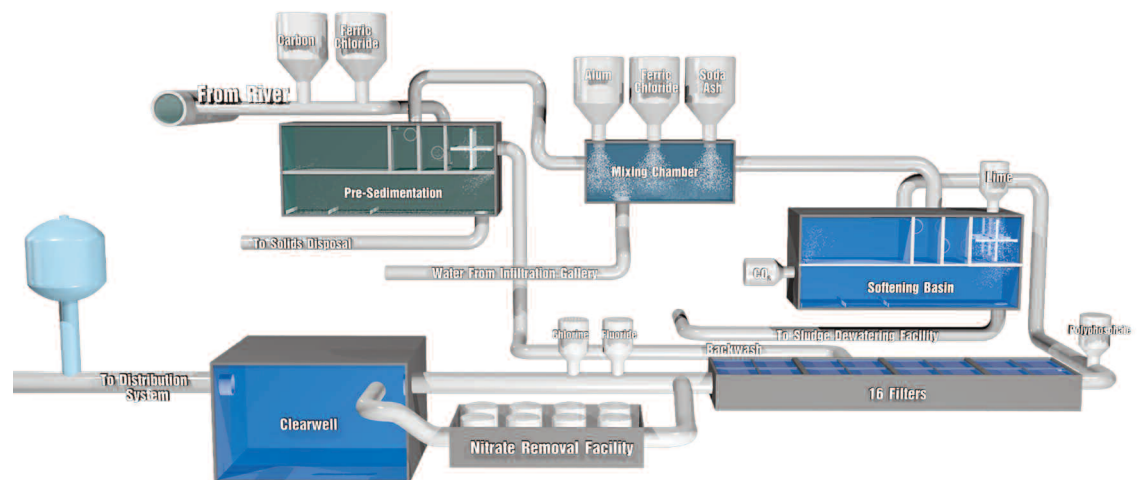 Carbon
Ferric
Chloride
From River
Alum
Ferric
Chloride
Soda
Ash
Mixing Chamber
Pre-Sedimentation
Lime
To Solids Disposal
Water From Infiltration Gallery
CO2
Softening Basin
Chlorine
Fluoride
To Sludge Dewatering Facility
Polyphosphate
Backwash
To Distribution
System
16 Filters
Clearwell
Nitrate Removal Facility